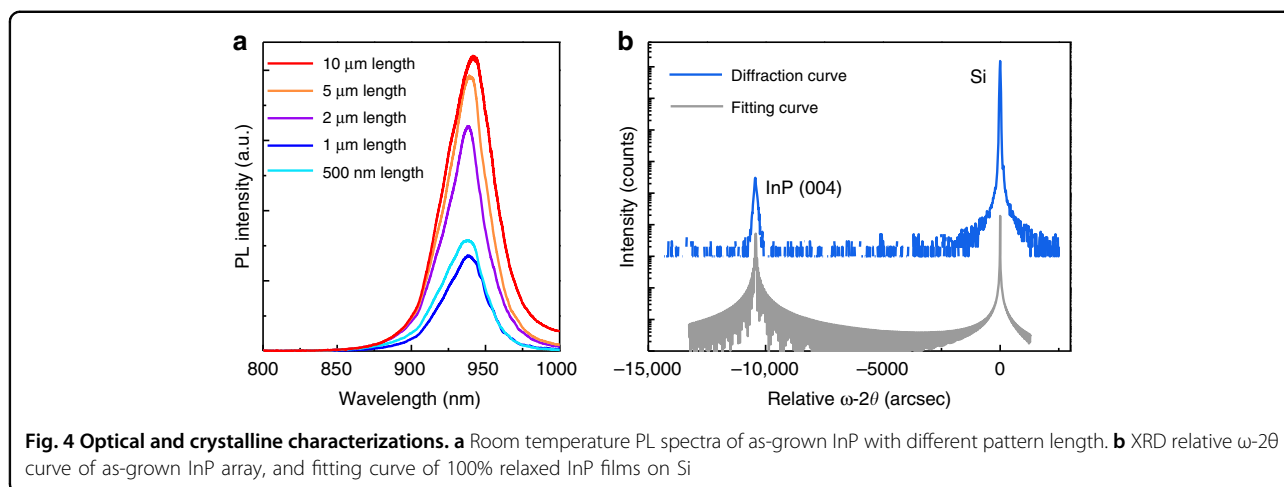 a
10 μm length
5 μm length
2 μm length
1 μm length
500 nm length
PL intensity (a.u.)
800
850
900
950
1000
Wavelength (nm)
b
Diffraction curve
Fitting curve
Si
InP (004)
Intensity (counts)
−15,000
−10,000
−5000
0
Relative ω-2θ (arcsec)
Fig. 4 Optical and crystalline characterizations. a Room temperature PL spectra of as-grown InP with different pattern length. b XRD relative ω-2θ
curve of as-grown InP array, and fitting curve of 100% relaxed InP films on Si